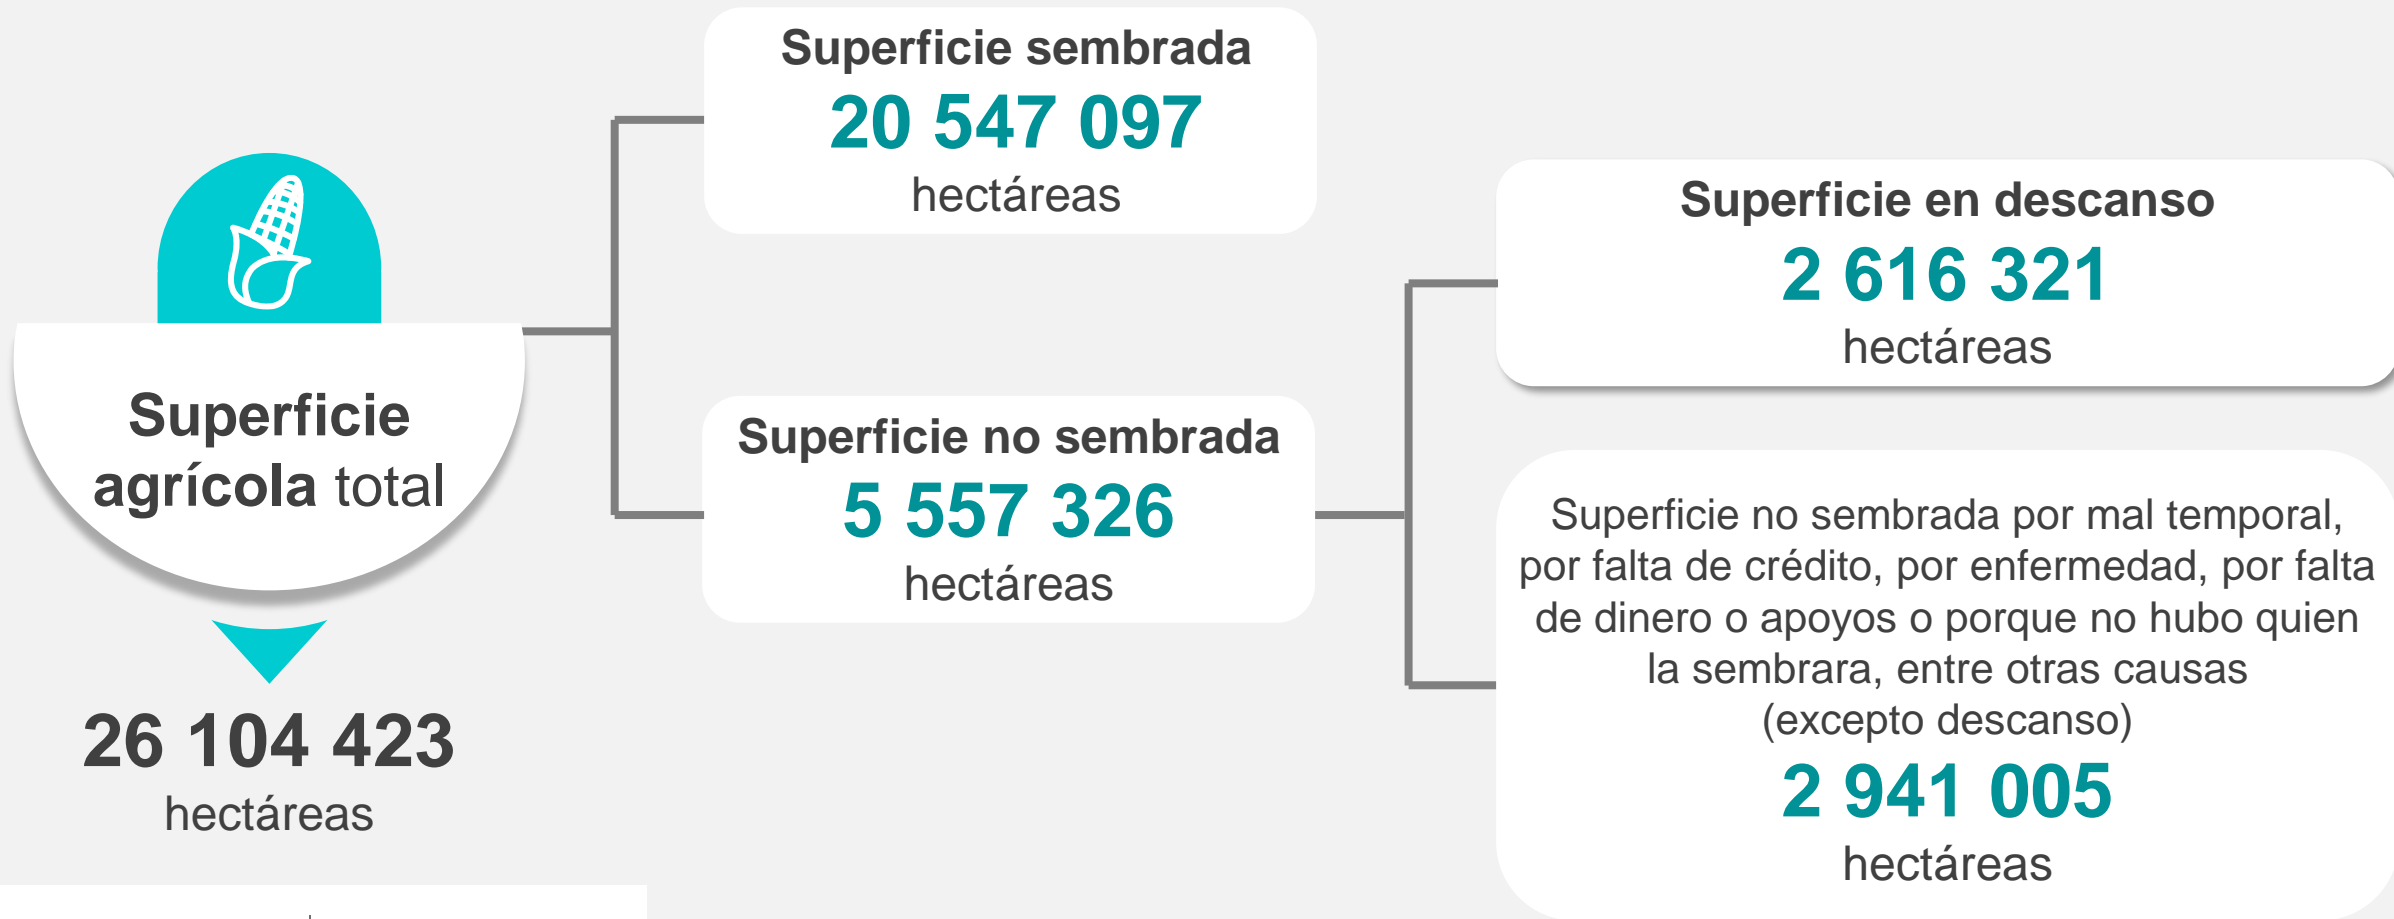 Superficie
agrícola total
26 104 423
hectáreas
Superficie sembrada
20 547 097
hectáreas
Superficie no sembrada
5 557 326
hectáreas
Superficie en descanso
2 616 321
hectáreas
Superficie no sembrada por mal temporal,
por falta de crédito, por enfermedad, por falta
de dinero o apoyos o porque no hubo quien
la sembrara, entre otras causas
(excepto descanso)
2 941 005
hectáreas